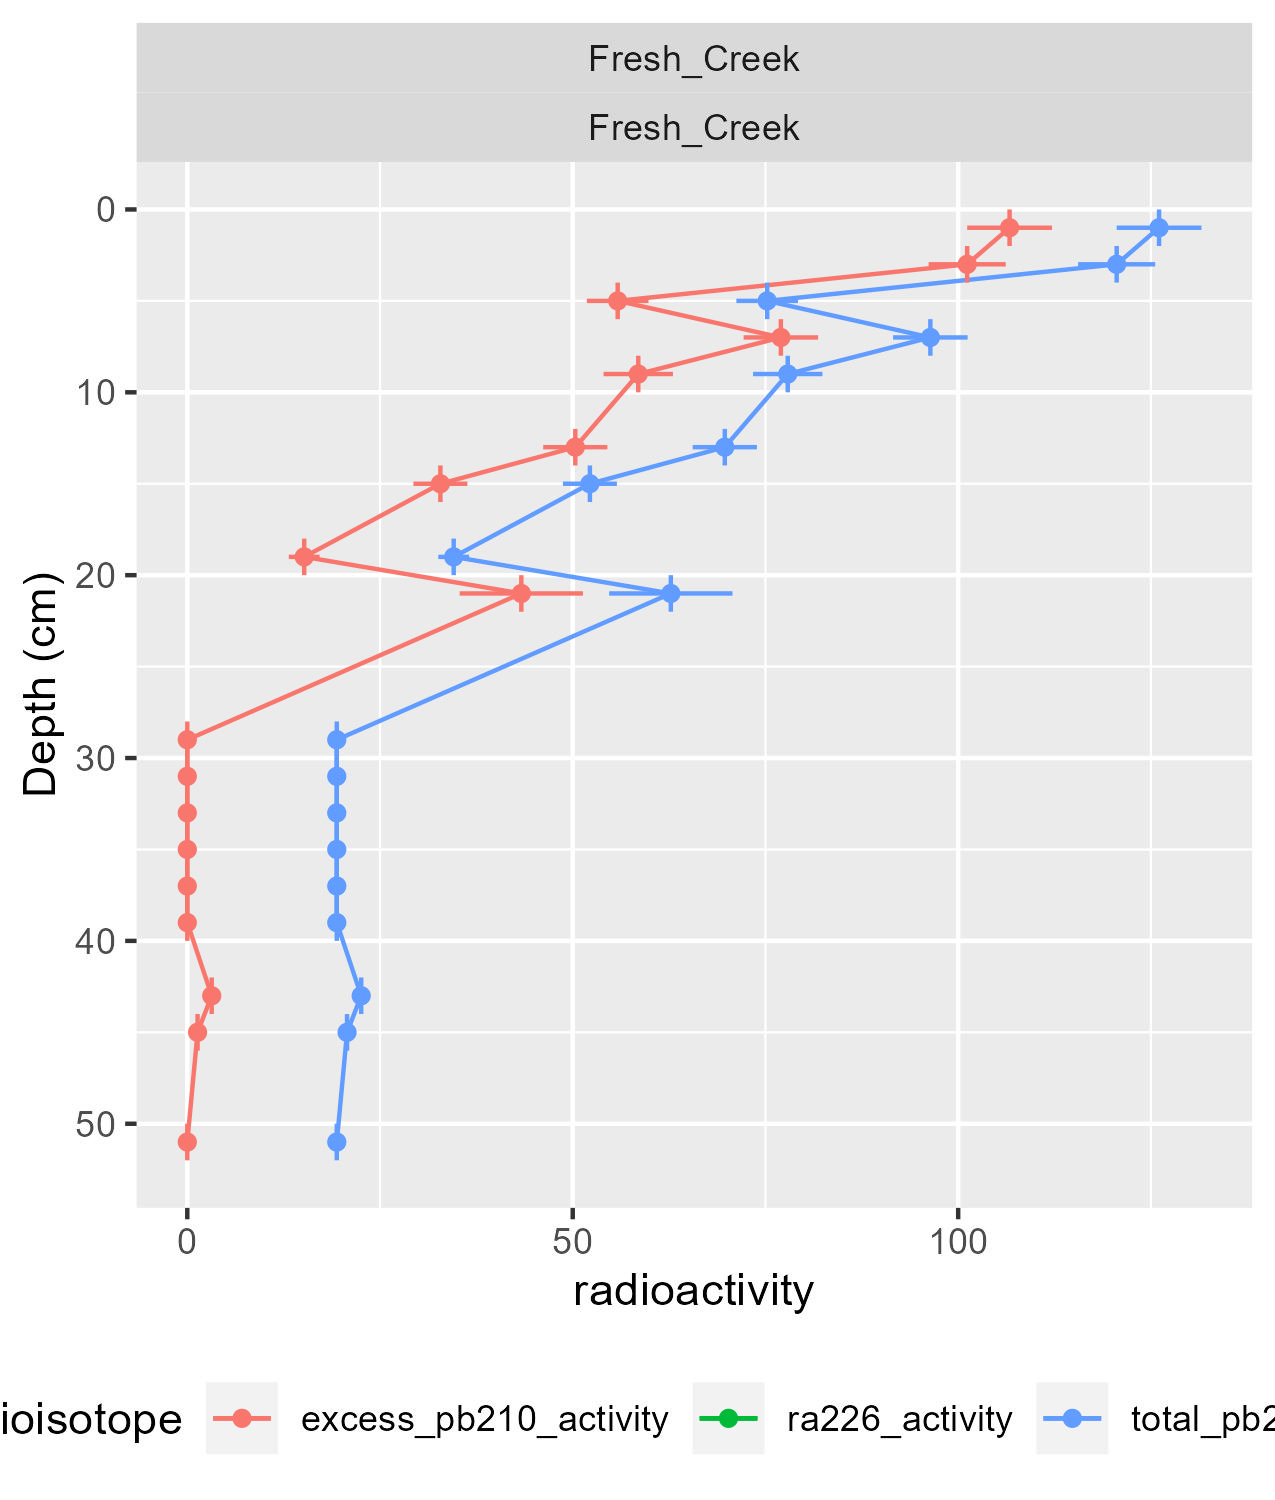 Fresh_Creek
Fresh_Creek
0
10
20
30
40
50
Depth (cm)
0 50 100
radioactivity
ioisotope excess_pb210_activity ra226_activity total_pb2